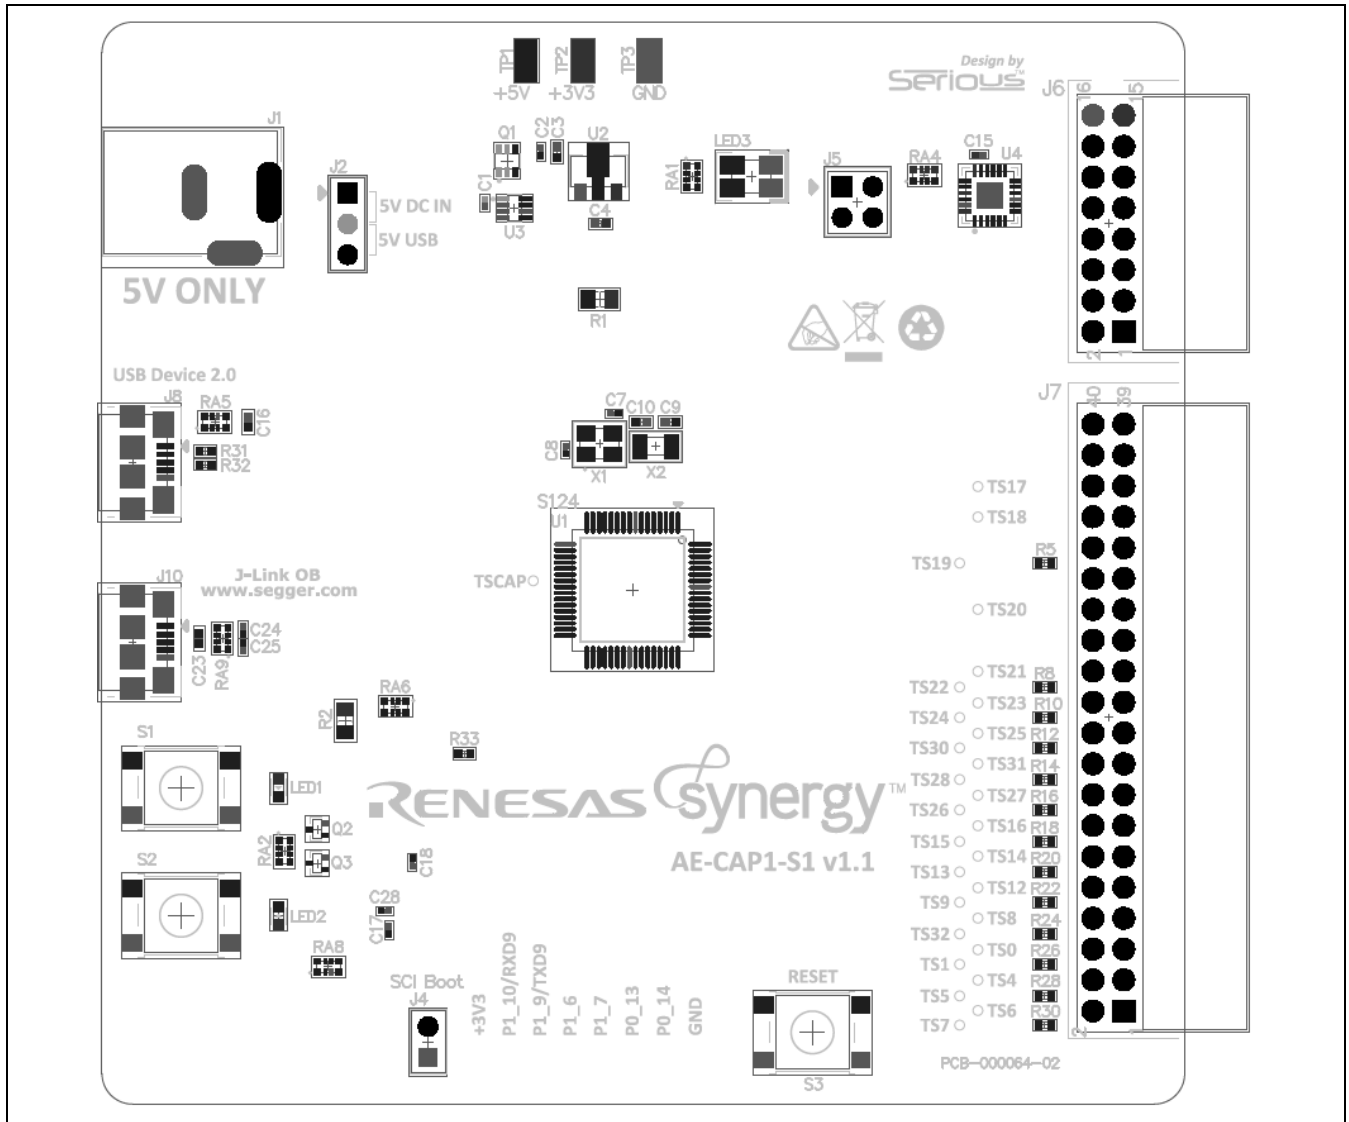 TP1
TP2
TP3
+5V
+3V3
GND
Design by
Serious™
J6
16
15
J1
J2
5V DC IN
5V USB
5V ONLY
Q1
C2
C3
U2
C1
U3
C4
R1
RA1
LED3
J5
RA4
C15
U4
2
1
USB Device 2.0
J8
RA5
C16
R31
R32
C7
C10
C9
C8
X1
X2
J7
40
39
S124
U1
TSCAP
J10
J-Link OB
www.segger.com
C24
C25
C23
RA9
TS17
TS18
TS19
R5
TS20
TS21
R8
TS22
TS23
R10
TS24
TS25
R12
TS30
TS31
R14
TS28
TS27
R16
TS26
TS16
R18
TS15
TS14
R20
TS13
TS12
R22
TS9
TS8
R24
TS32
TS0
R26
TS1
TS4
R28
TS5
TS6
R30
TS7
2
1
RA6
R2
R33
S1
LED1
RA2
Q2
Q3
C18
S2
LED2
C28
C17
RA8
RENESAS Synergy™
AE-CAP1-S1 v1.1
SCI Boot
J4
+3V3
P1_10/RXD9
P1_9/TXD9
P1_6
P1_7
P0_13
P0_14
GND
RESET
S3
PCB-000064-02